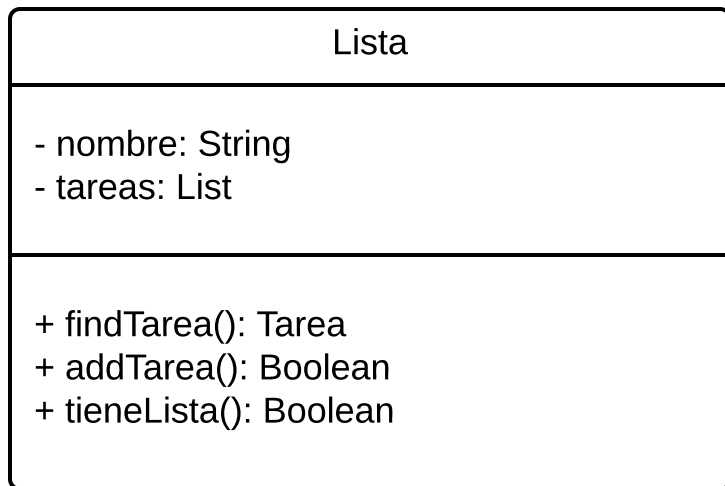 Lista
- nombre: String
- tareas: List
+ findTarea(): Tarea
+ addTarea(): Boolean
+ tieneLista(): Boolean